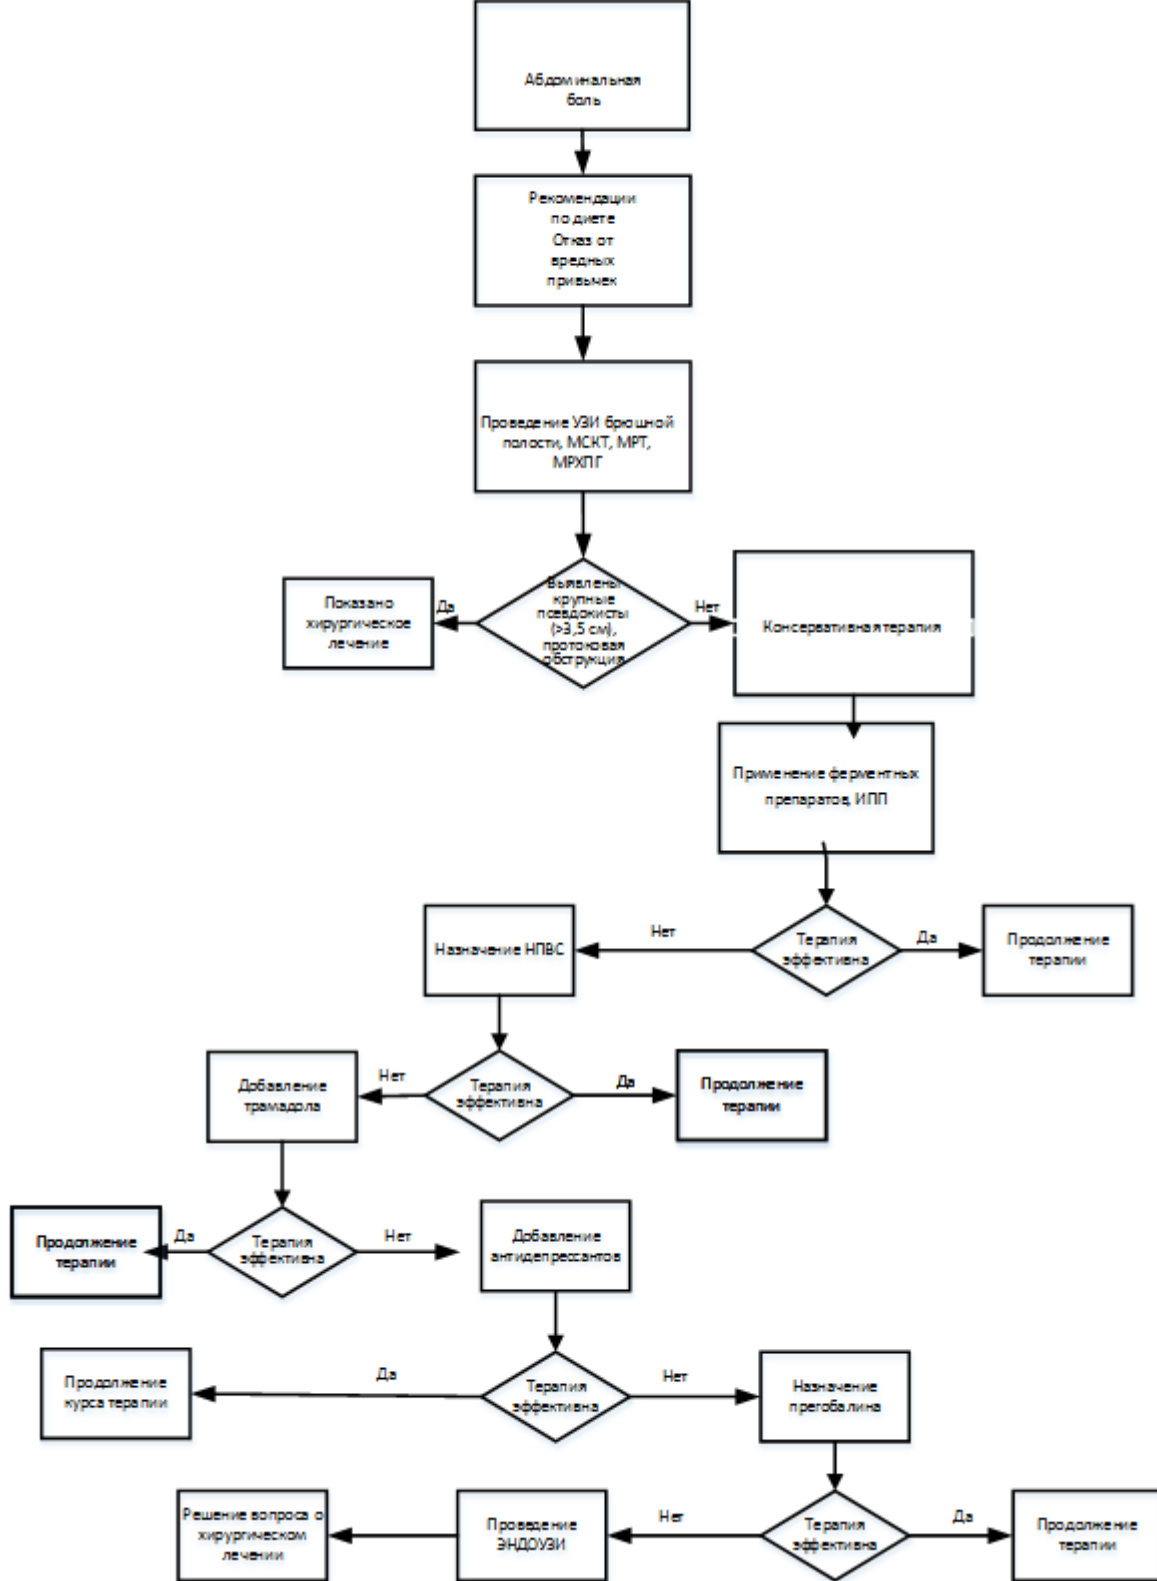 Абдоминальная
боль
Рекомендации
по диете
Отказ от
вредных
привычек
Проведение УЗИ брюшной
полости, МСКТ, МРТ,
МРХПГ
Выявлены
крупные
псевдокисты
(>3,5 см),
протоковая
обструкция
Да
Нет
Показано
хирургическое
лечение
Консервативная терапия
Применение ферментных
препаратов, ИПП
Назначение НПВС
Нет
Терапия
эффективна
Да
Продолжение
терапии
Добавление
трамадола
Нет
Терапия
эффективна
Да
Продолжение
терапии
Продолжение
терапии
Да
Терапия
эффективна
Нет
Добавление
антидепрессантов
Продолжение
курса терапии
Да
Терапия
эффективна
Нет
Назначение
прегобалина
Решение вопроса о
хирургическом
лечении
Проведение
ЭНДОУЗИ
Нет
Терапия
эффективна
Да
Продолжение
терапии